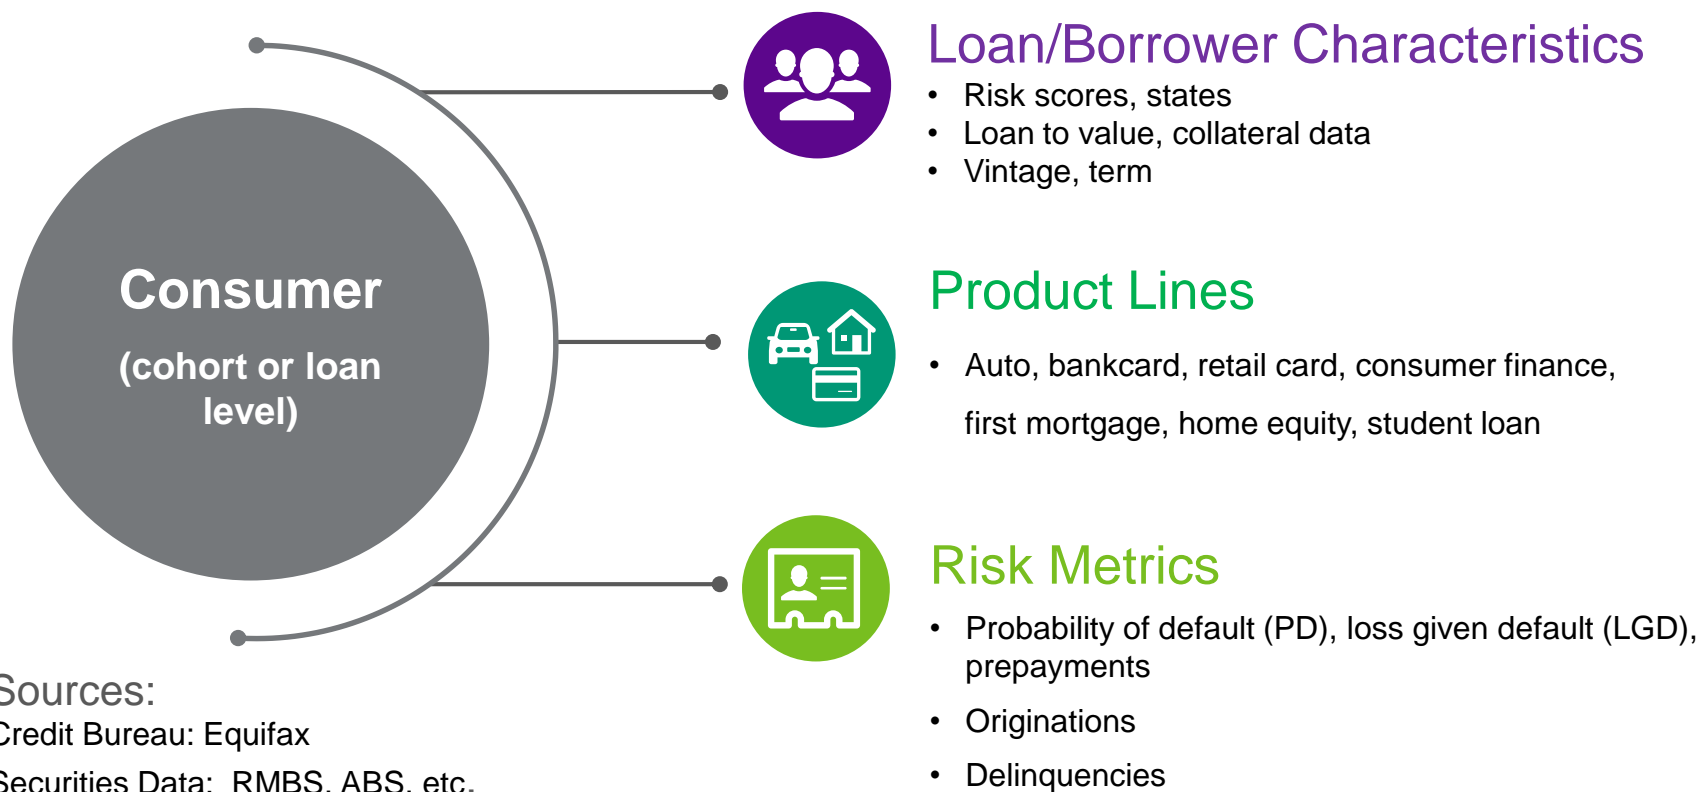 Consumer
(cohort or loan
level)
Loan/Borrower Characteristics
• Risk scores, states
• Loan to value, collateral data
• Vintage, term
Product Lines
• Auto, bankcard, retail card, consumer finance,
first mortgage, home equity, student loan
Risk Metrics
• Probability of default (PD), loss given default (LGD),
prepayments
• Originations
• Delinquencies
Sources:
Credit Bureau: Equifax
Securities Data: RMBS, ABS, etc.